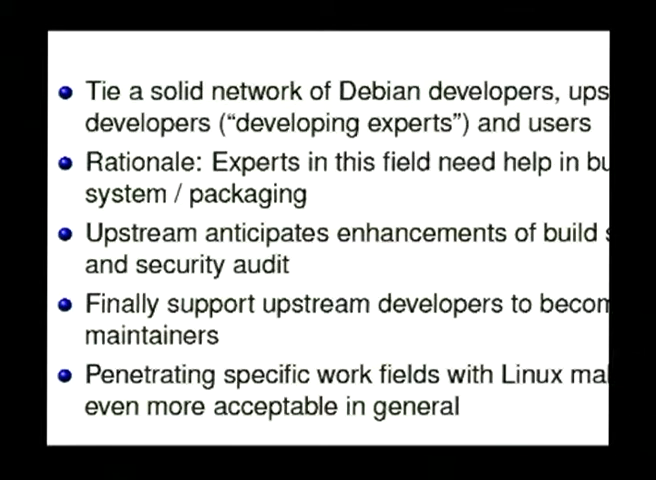 Tie a solid network of Debian developers, ups
developers (“developing experts”) and users
Rationale: Experts in this field need help in bu
system / packaging
Upstream anticipates enhancements of build s
and security audit
Finally support upstream developers to becom
maintainers
Penetrating specific work fields with Linux mal
even more acceptable in general